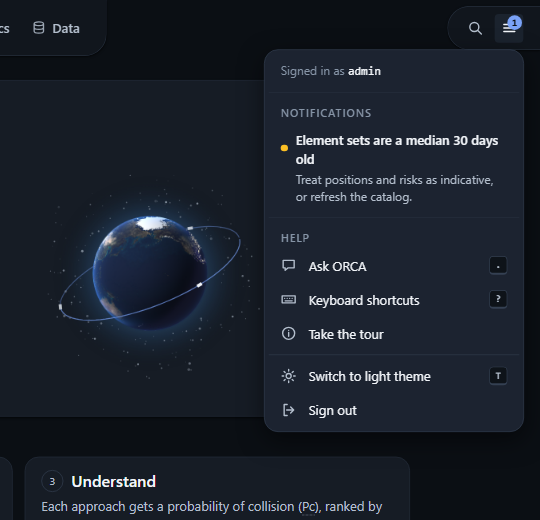 cs
Data
1
Signed in as admin
NOTIFICATIONS
Element sets are a median 30 days
old
Treat positions and risks as indicative,
or refresh the catalog.
HELP
Ask ORCA
.
Keyboard shortcuts
?
Take the tour
Switch to light theme
T
Sign out
3
Understand
Each approach gets a probability of collision (Pc), ranked by